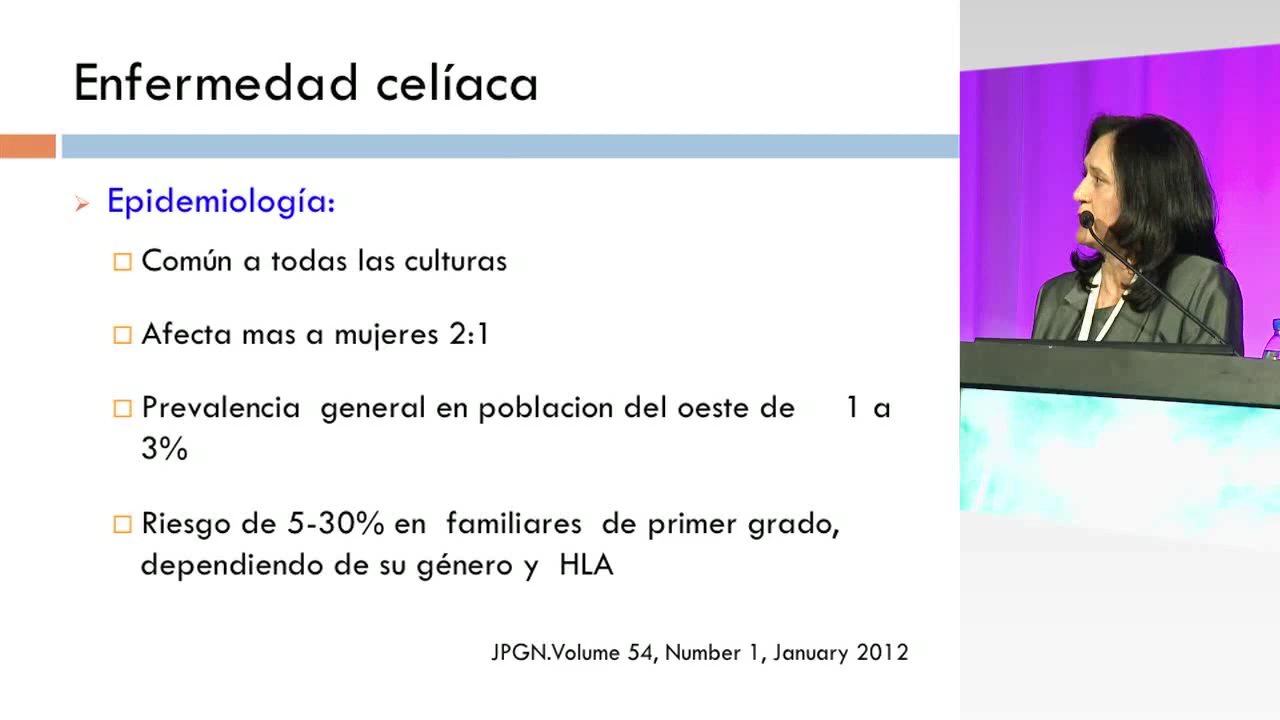 Enfermedad celíaca
Epidemiología:
Común a todas las culturas
Afecta mas a mujeres 2:1
Prevalencia general en poblacion del oeste de 1 a
3%
Riesgo de 5-30% en familiares de primer grado,
dependiendo de su género y HLA
JPGN.Volume 54, Number 1, January 2012